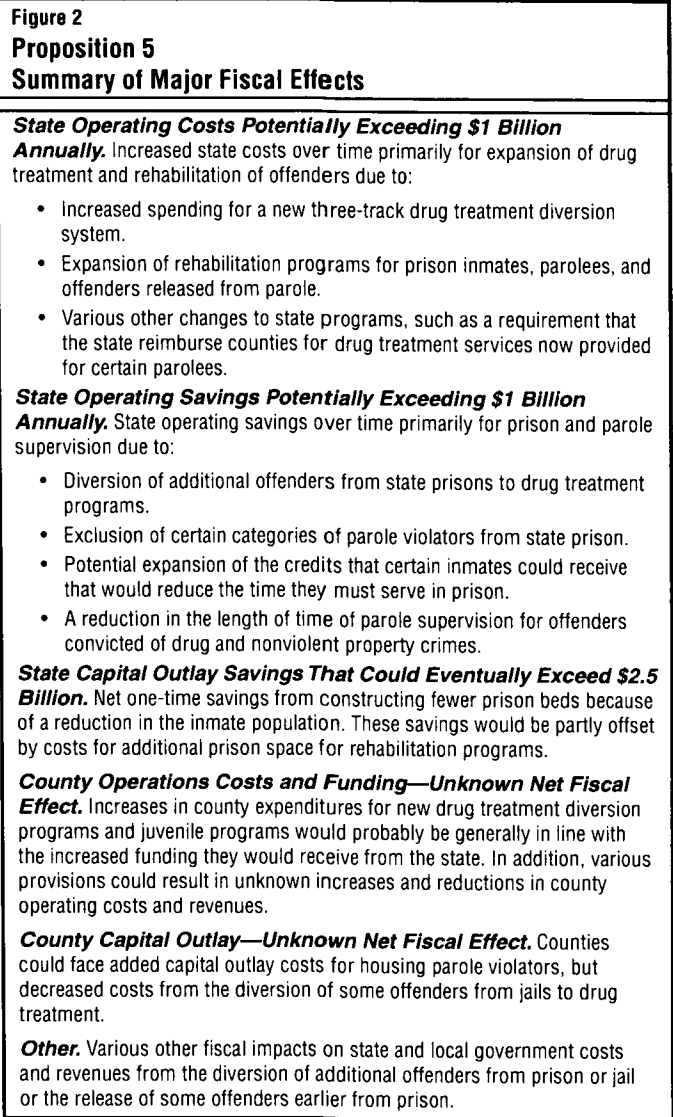 Figure 2
Proposition 5
Summary of Major Fiscal Effects
State Operating Costs Potentially Exceeding $1 Billion
Annually. Increased state costs over time primarily for expansion of drug
treatment and rehabilitation of offenders due to:
• Increased spending for a new three-track drug treatment diversion
system.
• Expansion of rehabilitation programs for prison inmates, parolees, and
offenders released from parole.
• Various other changes to state programs, such as a requirement that
the state reimburse counties for drug treatment services now provided
for certain parolees.
State Operating Savings Potentially Exceeding $1 Billion
Annually. State operating savings over time primarily for prison and parole
supervision due to:
• Diversion of additional offenders from state prisons to drug treatment
programs.
• Exclusion of certain categories of parole violators from state prison.
• Potential expansion of the credits that certain inmates could receive
that would reduce the time they must serve in prison.
• A reduction in the length of time of parole supervision for offenders
convicted of drug and nonviolent property crimes.
State Capital Outlay Savings That Could Eventually Exceed $2.5
Billion. Net one-time savings from constructing fewer prison beds because
of a reduction in the inmate population. These savings would be partly offset
by costs for additional prison space for rehabilitation programs.
County Operations Costs and Funding—Unknown Net Fiscal
Effect. Increases in county expenditures for new drug treatment diversion
programs and juvenile programs would probably be generally in line with
the increased funding they would receive from the state. In addition, various
provisions could result in unknown increases and reductions in county
operating costs and revenues.
County Capital Outlay—Unknown Net Fiscal Effect. Counties
could face added capital outlay costs for housing parole violators, but
decreased costs from the diversion of some offenders from jails to drug
treatment.
Other. Various other fiscal impacts on state and local government costs
and revenues from the diversion of additional offenders from prison or jail
or the release of some offenders earlier from prison.